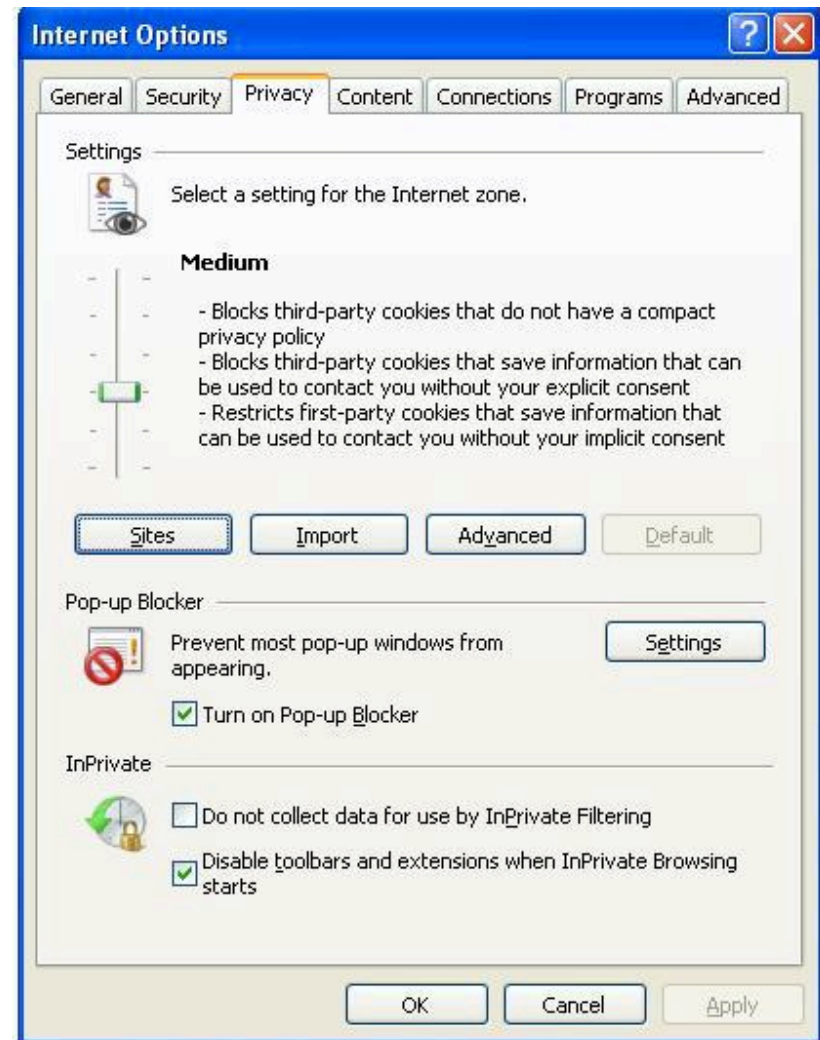 Internet Options
General Security Privacy Content Connections Programs Advanced
Settings
Select a setting for the Internet zone.
Medium
- Blocks third-party cookies that do not have a compact
privacy policy
- Blocks third-party cookies that save information that can
be used to contact you without your explicit consent
- Restricts first-party cookies that save information that
can be used to contact you without your implicit consent
Sites Import Advanced Default
Pop-up Blocker
Prevent most pop-up windows from
appearing.
Settings
Turn on Pop-up Blocker
InPrivate
Do not collect data for use by InPrivate Filtering
Disable toolbars and extensions when InPrivate Browsing
starts
OK Cancel Apply